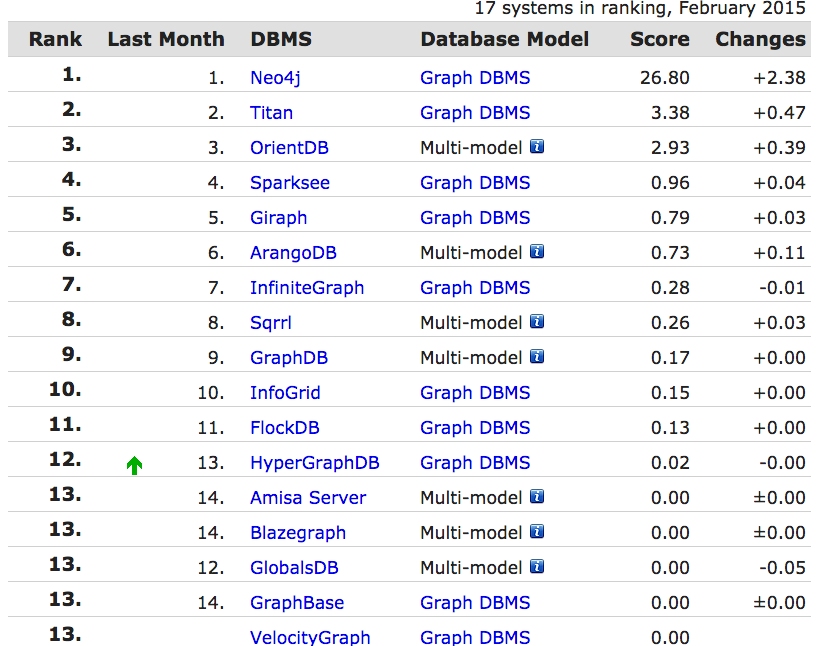 17 systems in ranking, February 2015
Rank Last Month DBMS Database Model Score Changes
1. 1. Neo4j Graph DBMS 26.80 +2.38
2. 2. Titan Graph DBMS 3.38 +0.47
3. 3. OrientDB Multi-model i 2.93 +0.39
4. 4. Sparksee Graph DBMS 0.96 +0.04
5. 5. Giraph Graph DBMS 0.79 +0.03
6. 6. ArangoDB Multi-model i 0.73 +0.11
7. 7. InfiniteGraph Graph DBMS 0.28 -0.01
8. 8. Sqrrl Multi-model i 0.26 +0.03
9. 9. GraphDB Multi-model i 0.17 +0.00
10. 10. InfoGrid Graph DBMS 0.15 +0.00
11. 11. FlockDB Graph DBMS 0.13 +0.00
12. 13. HyperGraphDB Graph DBMS 0.02 -0.00
13. 14. Amisa Server Multi-model i 0.00 ±0.00
13. 14. Blazegraph Multi-model i 0.00 ±0.00
13. 12. GlobalsDB Multi-model i 0.00 -0.05
13. 14. GraphBase Graph DBMS 0.00 ±0.00
13. VelocityGraph Graph DBMS 0.00